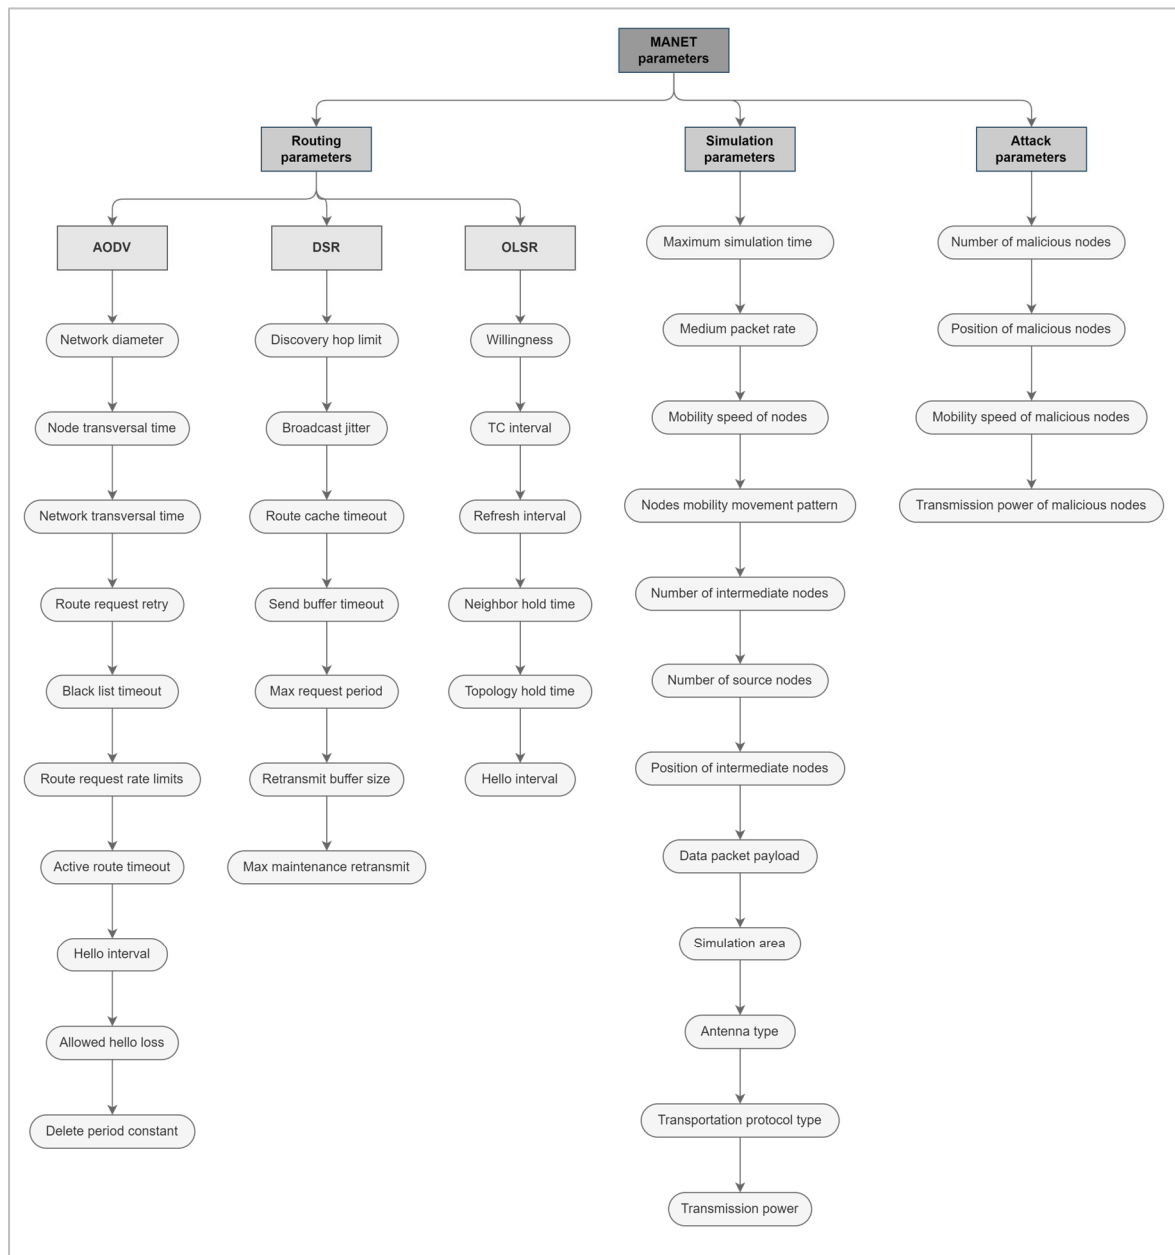 MANET
parameters
Routing
parameters
Simulation
parameters
Attack
parameters
AODV
DSR
OLSR
Maximum simulation time
Number of malicious nodes
Network diameter
Discovery hop limit
Willingness
Medium packet rate
Position of malicious nodes
Node transversal time
Broadcast jitter
TC interval
Mobility speed of nodes
Mobility speed of malicious nodes
Network transversal time
Route cache timeout
Refresh interval
Nodes mobility movement pattern
Transmission power of malicious nodes
Route request retry
Send buffer timeout
Neighbor hold time
Number of intermediate nodes
Black list timeout
Max request period
Topology hold time
Number of source nodes
Route request rate limits
Retransmit buffer size
Hello interval
Position of intermediate nodes
Active route timeout
Max maintenance retransmit
Data packet payload
Hello interval
Simulation area
Allowed hello loss
Antenna type
Delete period constant
Transportation protocol type
Transmission power